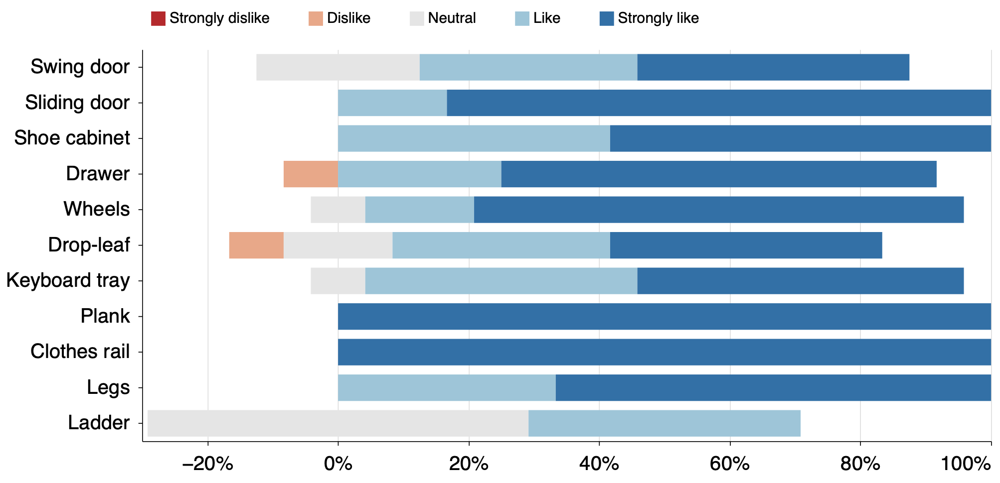 Strongly dislike Dislike Neutral Like Strongly like
Swing door
Sliding door
Shoe cabinet
Drawer
Wheels
Drop-leaf
Keyboard tray
Plank
Clothes rail
Legs
Ladder
−20% 0% 20% 40% 60% 80% 100%